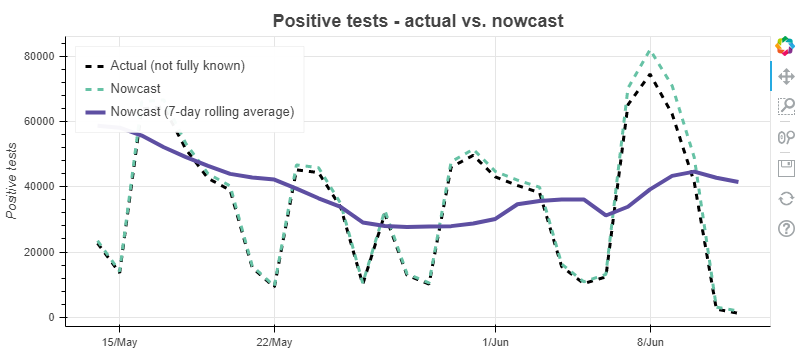 Positive tests - actual vs. nowcast
Actual (not fully known)
Nowcast
Nowcast (7-day rolling average)
Positive tests
80000
60000
40000
20000
0
15/May
22/May
1/Jun
8/Jun